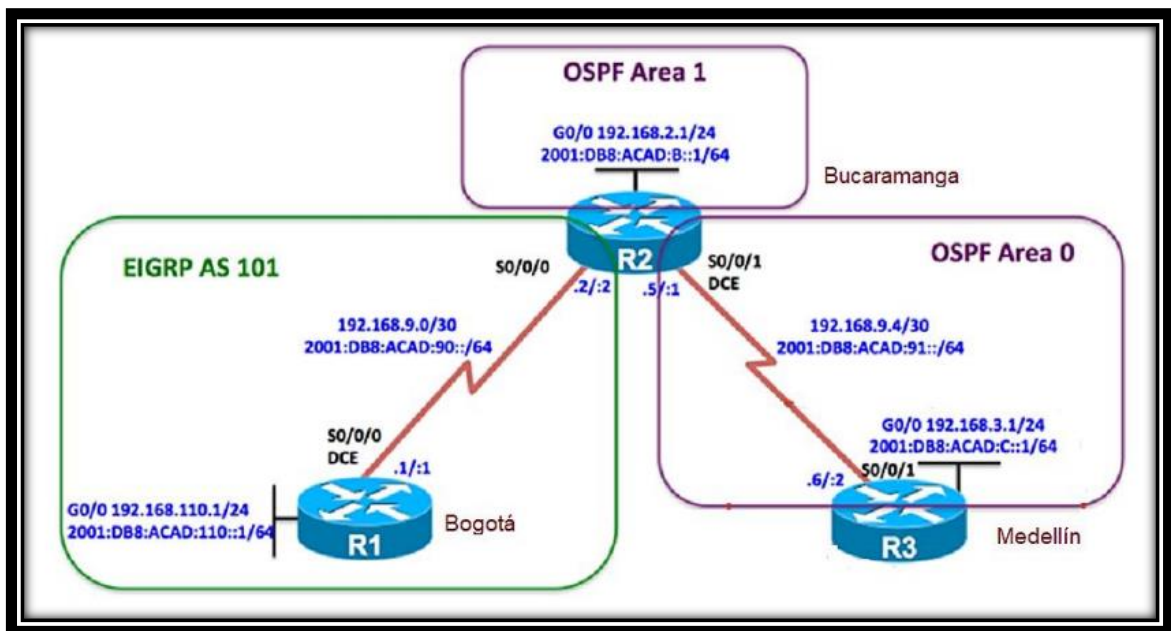 OSPF Area 1
G0/0 192.168.2.1/24
2001:DB8:ACAD:B::1/64
Bucaramanga
EIGRP AS 101
S0/0/0
R2
S0/0/1
DCE
OSPF Area 0
.2/:2
.5/:1
192.168.9.0/30
2001:DB8:ACAD:90::/64
192.168.9.4/30
2001:DB8:ACAD:91::/64
S0/0/0
DCE
.1/:1
G0/0 192.168.3.1/24
2001:DB8:ACAD:C::1/64
.6/:2
S0/0/1
G0/0 192.168.110.1/24
2001:DB8:ACAD:110::1/64
R1
Bogotá
R3
Medellín